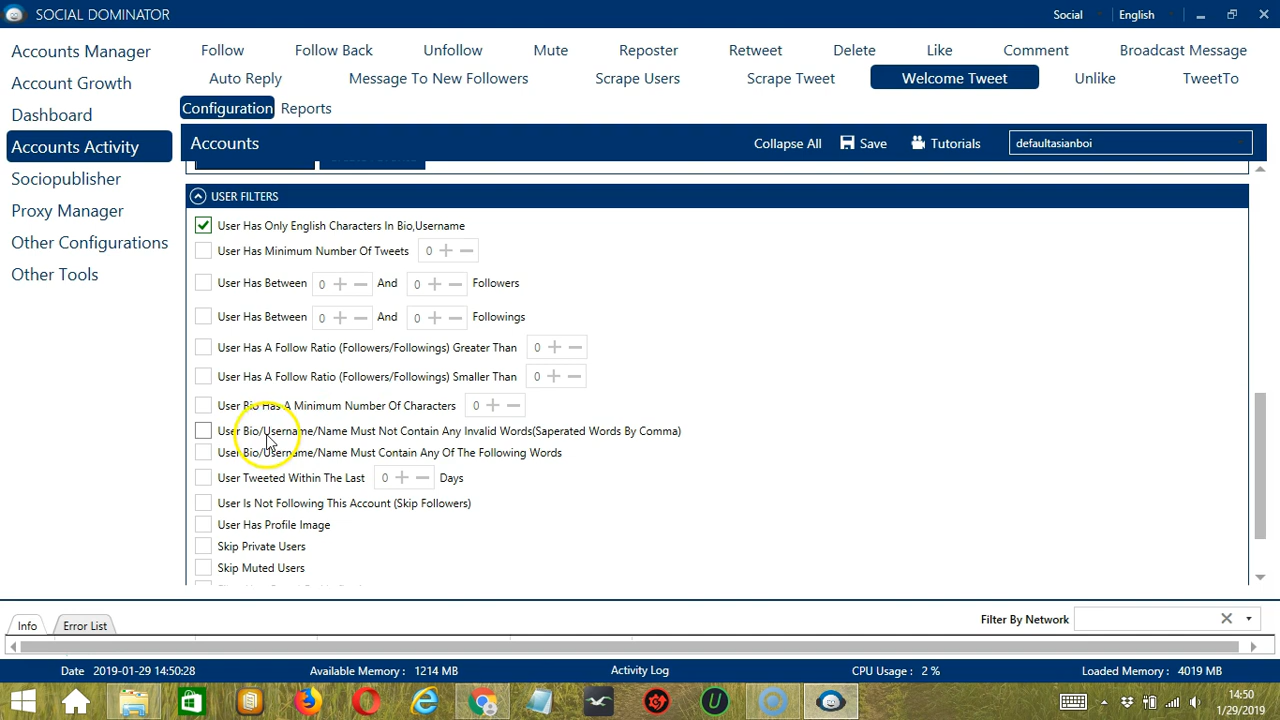 SOCIAL DOMINATOR Social English
Accounts Manager Follow Follow Back Unfollow Mute Reposter Retweet Delete Like Comment Broadcast Message
Account Growth Auto Reply Message To New Followers Scrape Users Scrape Tweet Welcome Tweet Unlike TweetTo
Dashboard Configuration Reports
Accounts Activity Accounts Collapse All Save Tutorials defaultasianboi
Sociopublisher
Proxy Manager
Other Configurations
Other Tools
USER FILTERS
User Has Only English Characters In Bio,Username
User Has Minimum Number Of Tweets 0 + −
User Has Between 0 + − And 0 + − Followers
User Has Between 0 + − And 0 + − Followings
User Has A Follow Ratio (Followers/Followings) Greater Than 0 + −
User Has A Follow Ratio (Followers/Followings) Smaller Than 0 + −
User Bio Has A Minimum Number Of Characters 0 + −
User Bio/Username/Name Must Not Contain Any Invalid Words(Saperated Words By Comma)
User Bio/Username/Name Must Contain Any Of The Following Words
User Tweeted Within The Last 0 + − Days
User Is Not Following This Account (Skip Followers)
User Has Profile Image
Skip Private Users
Skip Muted Users
Info Error List Filter By Network
Date 2019-01-29 14:50:28 Available Memory : 1214 MB Activity Log CPU Usage : 2 % Loaded Memory : 4019 MB
14:50
1/29/2019